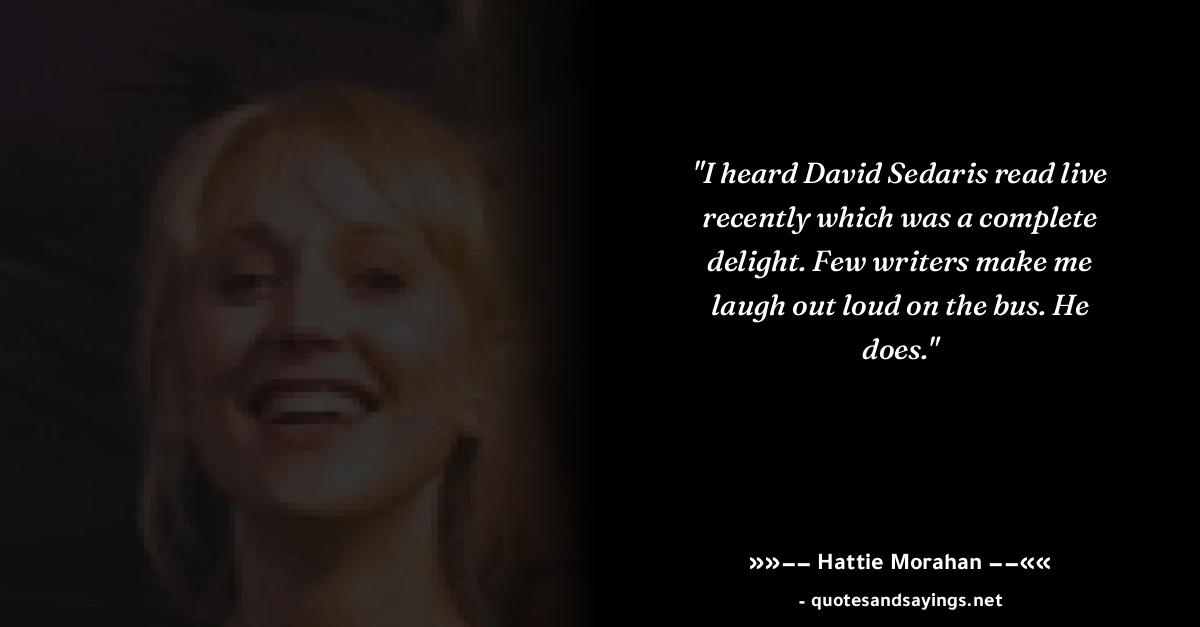 "I heard David Sedaris read live
recently which was a complete
delight. Few writers make me
laugh out loud on the bus. He
does."
»»−− Hattie Morahan −−««
- quotesandsayings.net